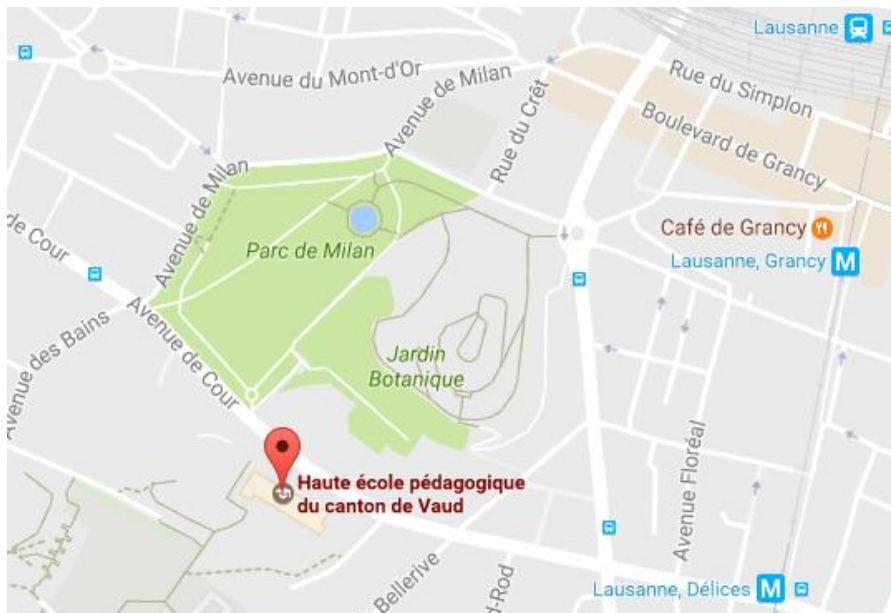 Lausanne
Avenue du Mont-d'Or
Avenue de Milan
Rue du Simplon
Rue du Crêt
Boulevard de Grancy
Avenue de Milan
de Cour
Parc de Milan
Café de Grancy
Lausanne, Grancy M
Avenue des Bains
Avenue de Cour
Jardin
Botanique
Avenue Floréal
Haute école pédagogique
du canton de Vaud
Bellerive
d-Rod
Lausanne, Délices M